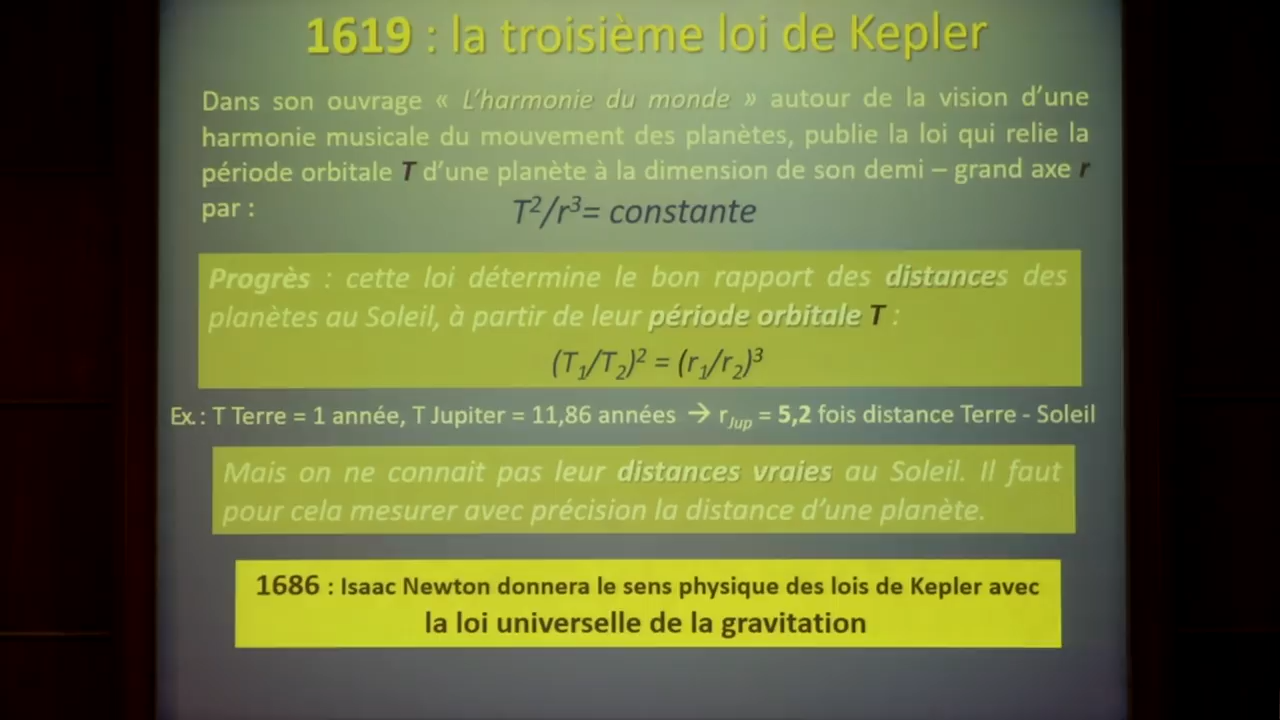 1619 : la troisième loi de Kepler
Dans son ouvrage « L'harmonie du monde » autour de la vision d'une
harmonie musicale du mouvement des planètes, publie la loi qui relie la
période orbitale T d'une planète à la dimension de son demi – grand axe r
par :
T²/r³= constante
Progrès : cette loi détermine le bon rapport des distances des
planètes au Soleil, à partir de leur période orbitale T :
(T₁/T₂)² = (r₁/r₂)³
Ex.: T Terre = 1 année, T Jupiter = 11,86 années → r_Jup = 5,2 fois distance Terre - Soleil
Mais on ne connait pas leur distances vraies au Soleil. Il faut
pour cela mesurer avec précision la distance d'une planète.
1686 : Isaac Newton donnera le sens physique des lois de Kepler avec
la loi universelle de la gravitation